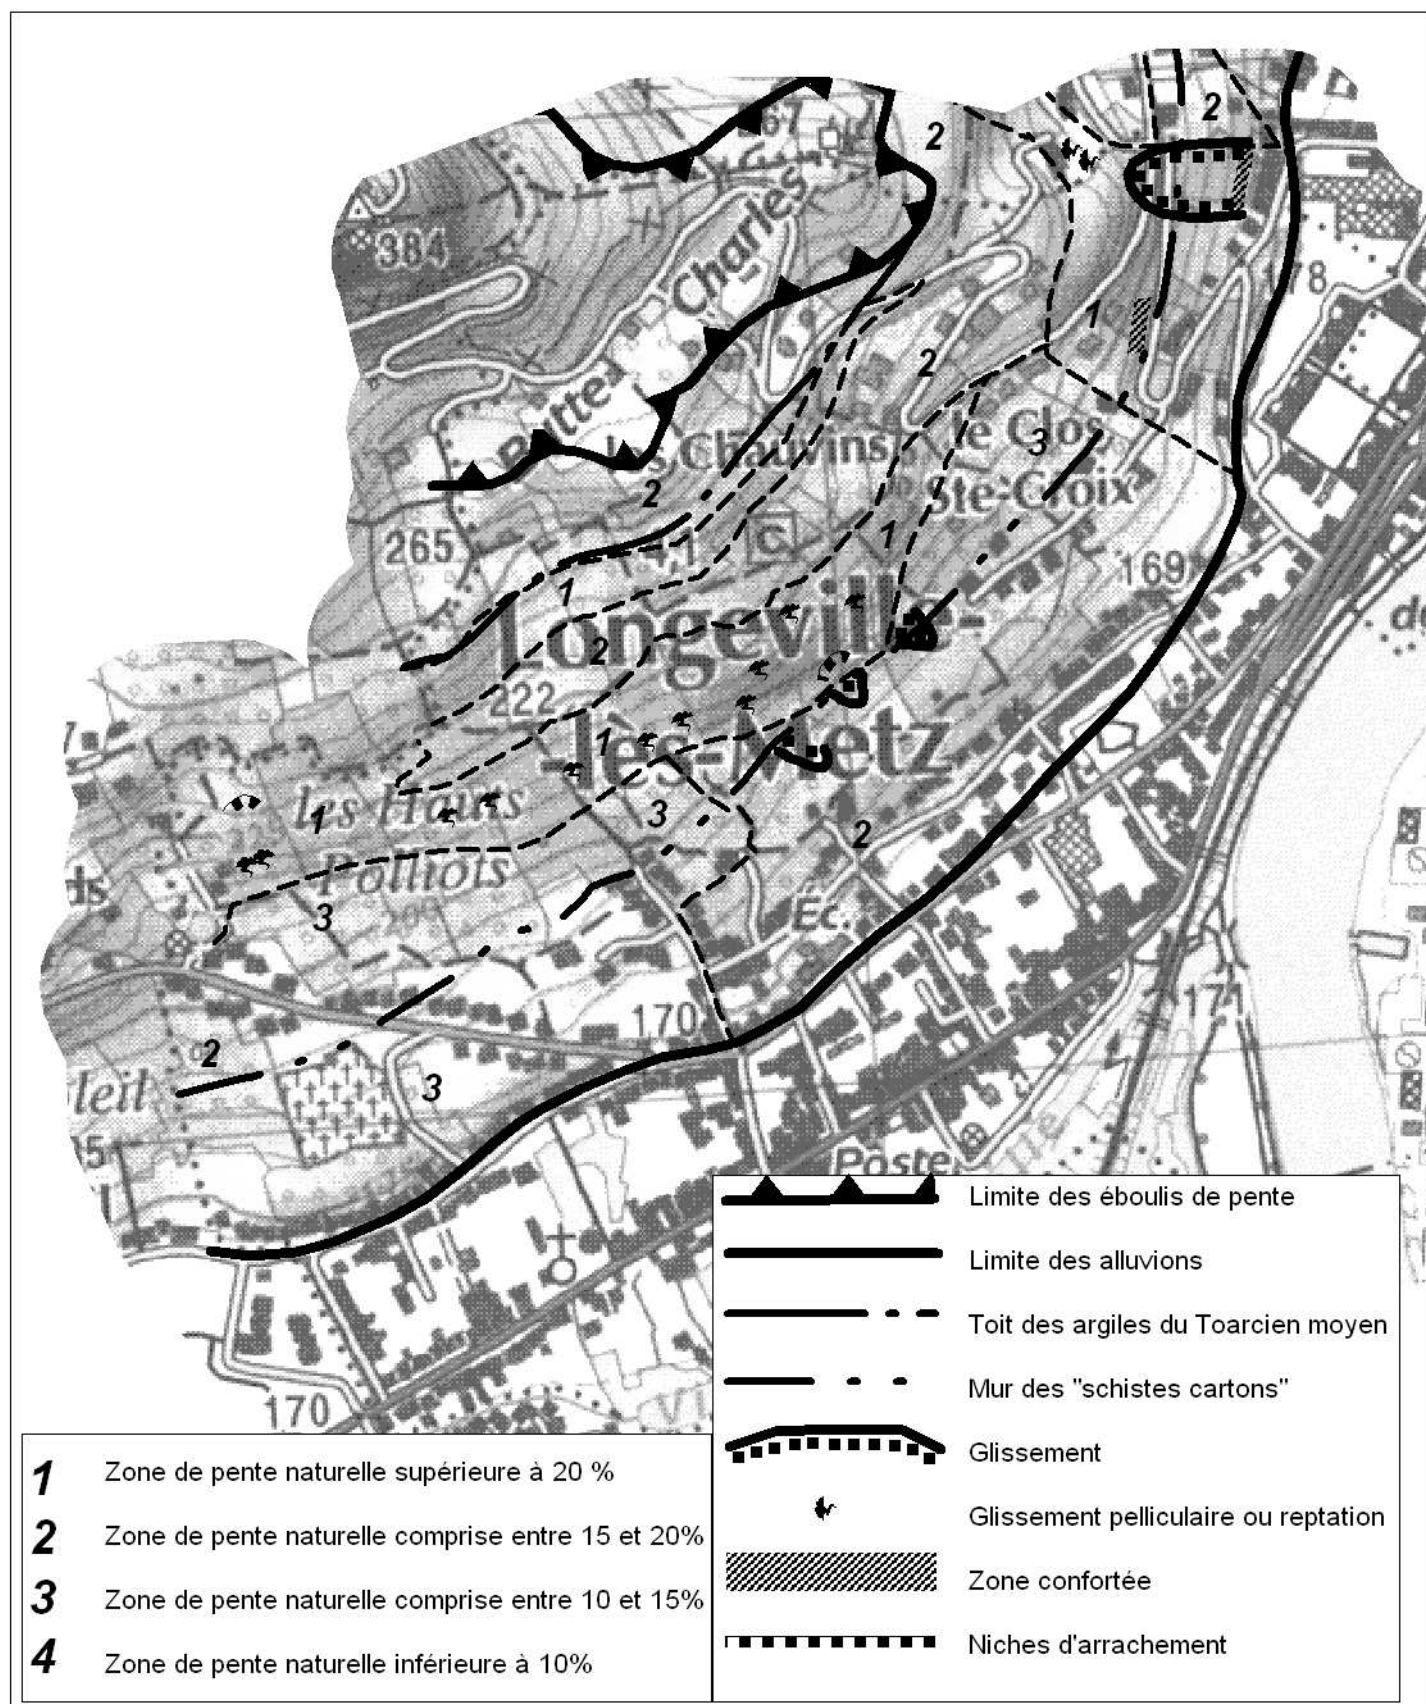 67
2
2
384
Butte Charles
178
1
2
les Chauvins
le Clos
3
Ste-Croix
2
265
C
1
169
1
Longeville-
2
222
-lès-Metz
1
les Hauts
1
Polliots
3
2
3
Éc.
170
171
2
3
Poste
170
Limite des éboulis de pente
Limite des alluvions
Toit des argiles du Toarcien moyen
Mur des "schistes cartons"
Glissement
Glissement pelliculaire ou reptation
Zone confortée
Niches d'arrachement
1 Zone de pente naturelle supérieure à 20 %
2 Zone de pente naturelle comprise entre 15 et 20%
3 Zone de pente naturelle comprise entre 10 et 15%
4 Zone de pente naturelle inférieure à 10%